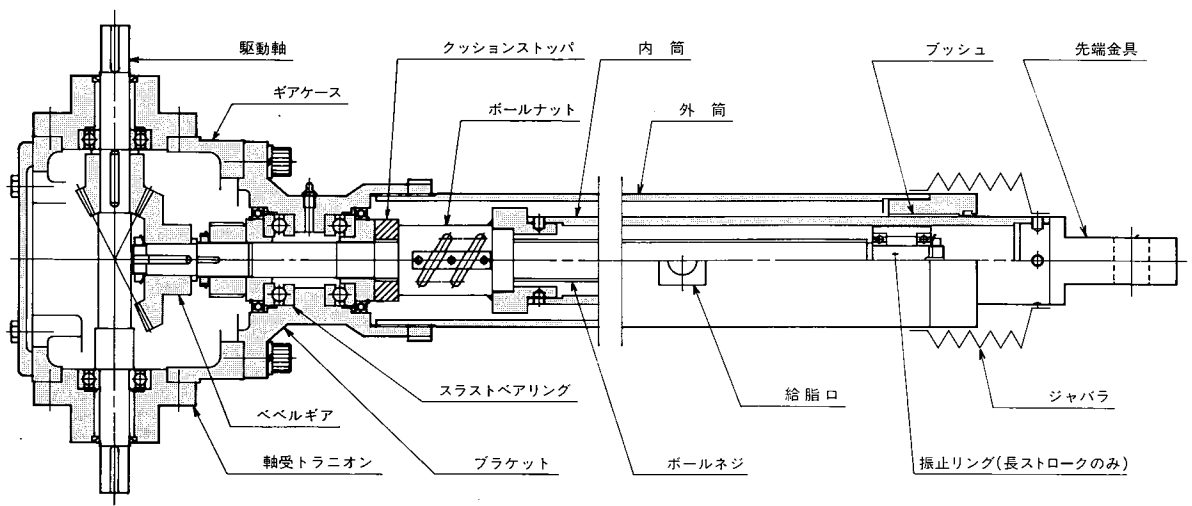 駆動軸
クッションストッパ
内筒
ブッシュ
先端金具
ギアケース
ボールナット
外筒
スラストベアリング
給脂口
ジャバラ
ベベルギア
軸受トラニオン
ブラケット
ボールネジ
振止リング(長ストロークのみ)